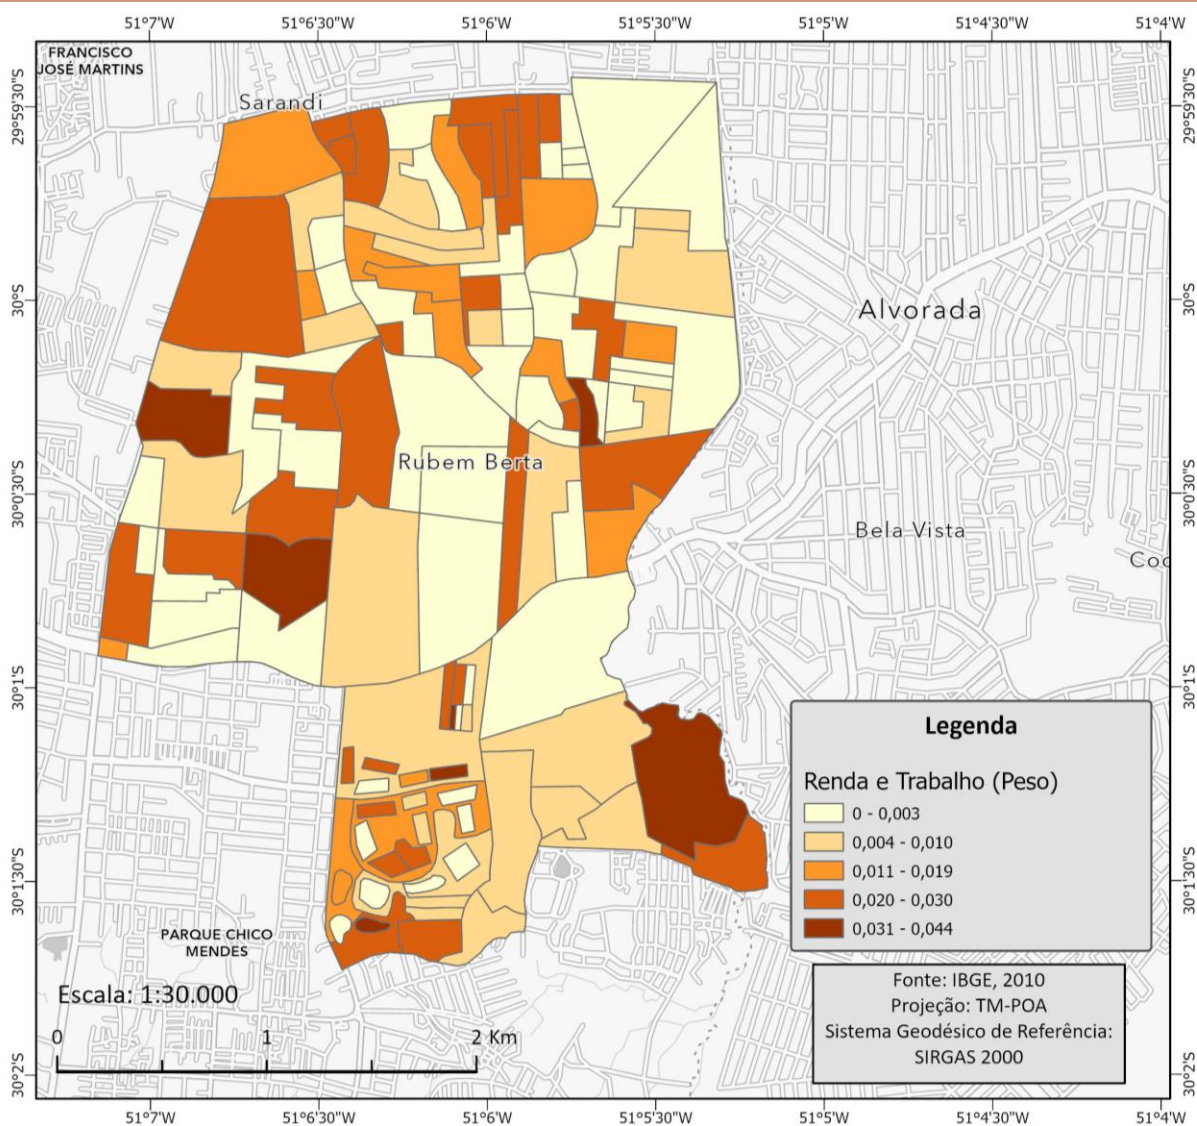 51°7'W 51°6'30"W 51°6'W 51°5'30"W 51°5'W 51°4'30"W 51°4'W
FRANCISCO
JOSÉ MARTINS
Sarandi
29°59'30"S 29°59'30"S
30°S 30°S
Alvorada
Rubem Berta
30°0'30"S 30°0'30"S
Bela Vista
Coc
30°1'S 30°1'S
Legenda
Renda e Trabalho (Peso)
0 - 0,003
0,004 - 0,010
0,011 - 0,019
0,020 - 0,030
0,031 - 0,044
30°1'30"S 30°1'30"S
PARQUE CHICO
MENDES
Escala: 1:30.000
0 1 2 Km
Fonte: IBGE, 2010
Projeção: TM-POA
Sistema Geodésico de Referência:
SIRGAS 2000
30°2'S 30°2'S
51°7'W 51°6'30"W 51°6'W 51°5'30"W 51°5'W 51°4'30"W 51°4'W